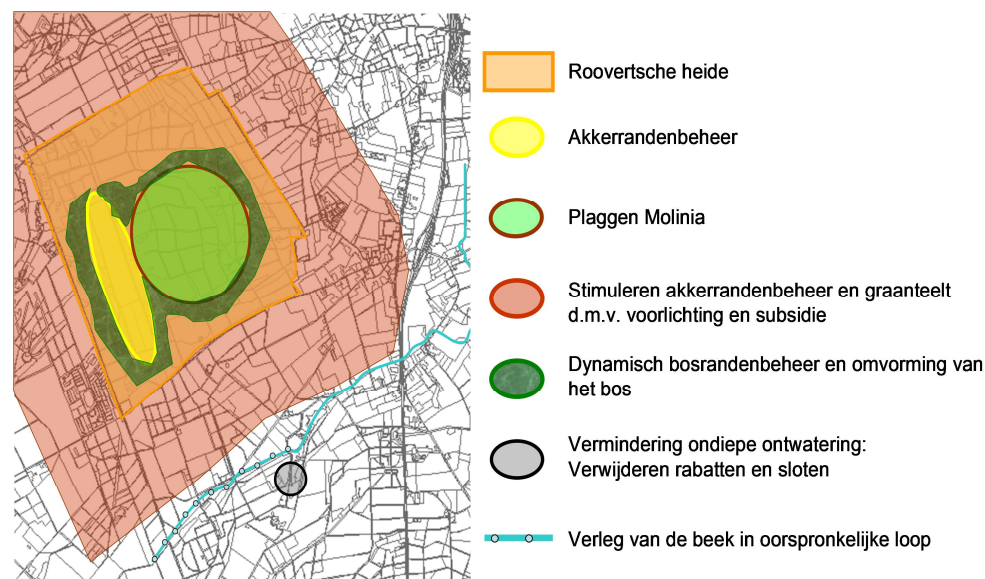 Roovertsche heide
Akkerrandenbeheer
Plaggen Molinia
Stimuleren akkerrandenbeheer en graanteelt
d.m.v. voorlichting en subsidie
Dynamisch bosrandenbeheer en omvorming van
het bos
Vermindering ondiepe ontwatering:
Verwijderen rabatten en sloten
Verleg van de beek in oorspronkelijke loop